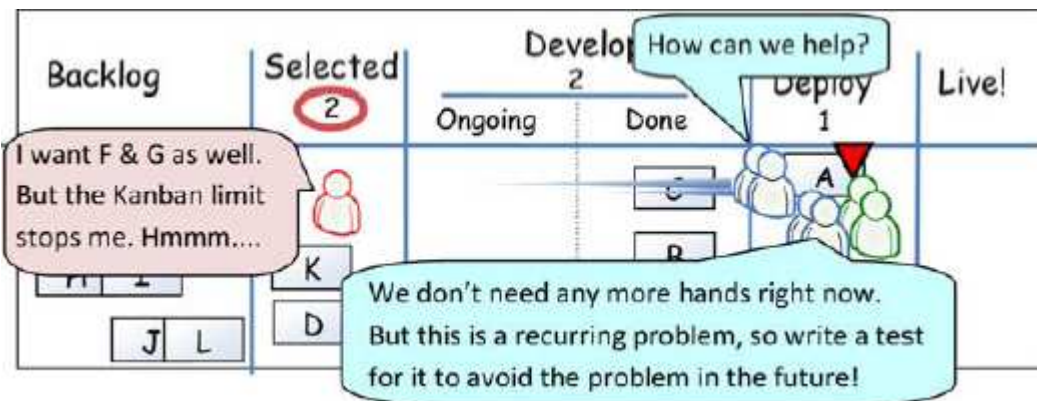 Backlog
Selected
2
Develo
2
Ongoing
Done
How can we help?
Deploy
1
Live!
I want F & G as well.
But the Kanban limit
stops me. Hmmm....
A
B
K
D
J L
We don't need any more hands right now.
But this is a recurring problem, so write a test
for it to avoid the problem in the future!